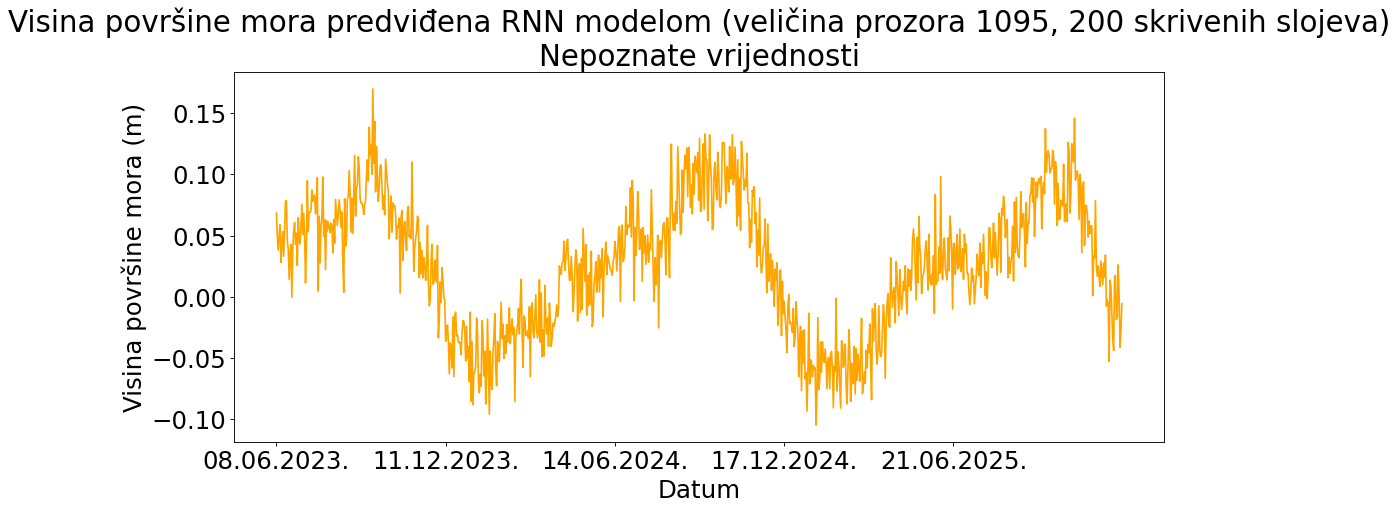 Visina površine mora predviđena RNN modelom (veličina prozora 1095, 200 skrivenih slojeva)
Nepoznate vrijednosti
Visina površine mora (m)
0.15
0.10
0.05
0.00
−0.05
−0.10
08.06.2023. 11.12.2023. 14.06.2024. 17.12.2024. 21.06.2025.
Datum